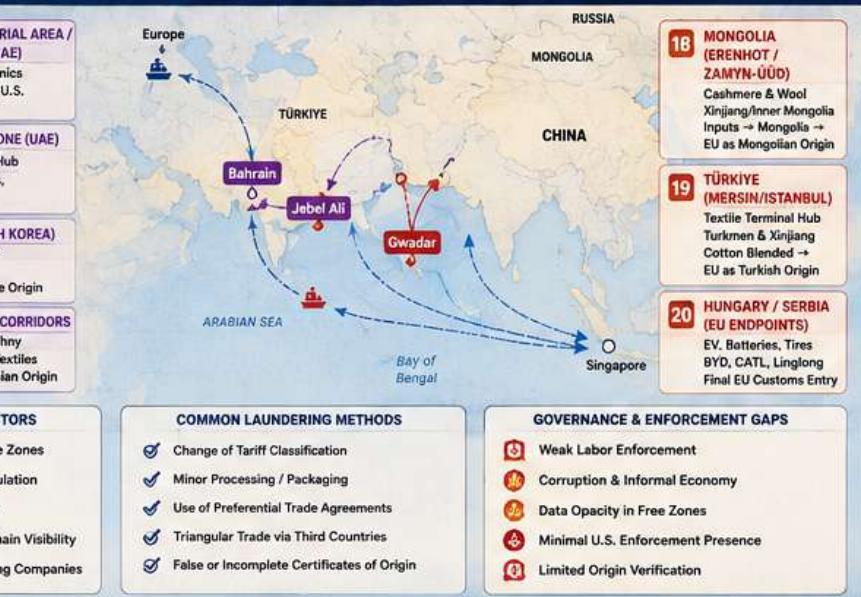 RIAL AREA /
AE)
nics
U.S.
ONE (UAE)
Hub
H KOREA)
e Origin
CORRIDORS
hny
extiles
ian Origin
Europe
RUSSIA
MONGOLIA
TÜRKIYE
CHINA
Bahrain
Jebel Ali
Gwadar
ARABIAN SEA
Bay of
Bengal
Singapore
18 MONGOLIA
(ERENHOT /
ZAMYN-ÜÜD)
Cashmere & Wool
Xinjiang/Inner Mongolia
Inputs → Mongolia →
EU as Mongolian Origin
19 TÜRKIYE
(MERSIN/ISTANBUL)
Textile Terminal Hub
Turkmen & Xinjiang
Cotton Blended →
EU as Turkish Origin
20 HUNGARY / SERBIA
(EU ENDPOINTS)
EV, Batteries, Tires
BYD, CATL, Linglong
Final EU Customs Entry
TORS
e Zones
ulation
ain Visibility
ng Companies
COMMON LAUNDERING METHODS
Change of Tariff Classification
Minor Processing / Packaging
Use of Preferential Trade Agreements
Triangular Trade via Third Countries
False or Incomplete Certificates of Origin
GOVERNANCE & ENFORCEMENT GAPS
Weak Labor Enforcement
Corruption & Informal Economy
Data Opacity in Free Zones
Minimal U.S. Enforcement Presence
Limited Origin Verification